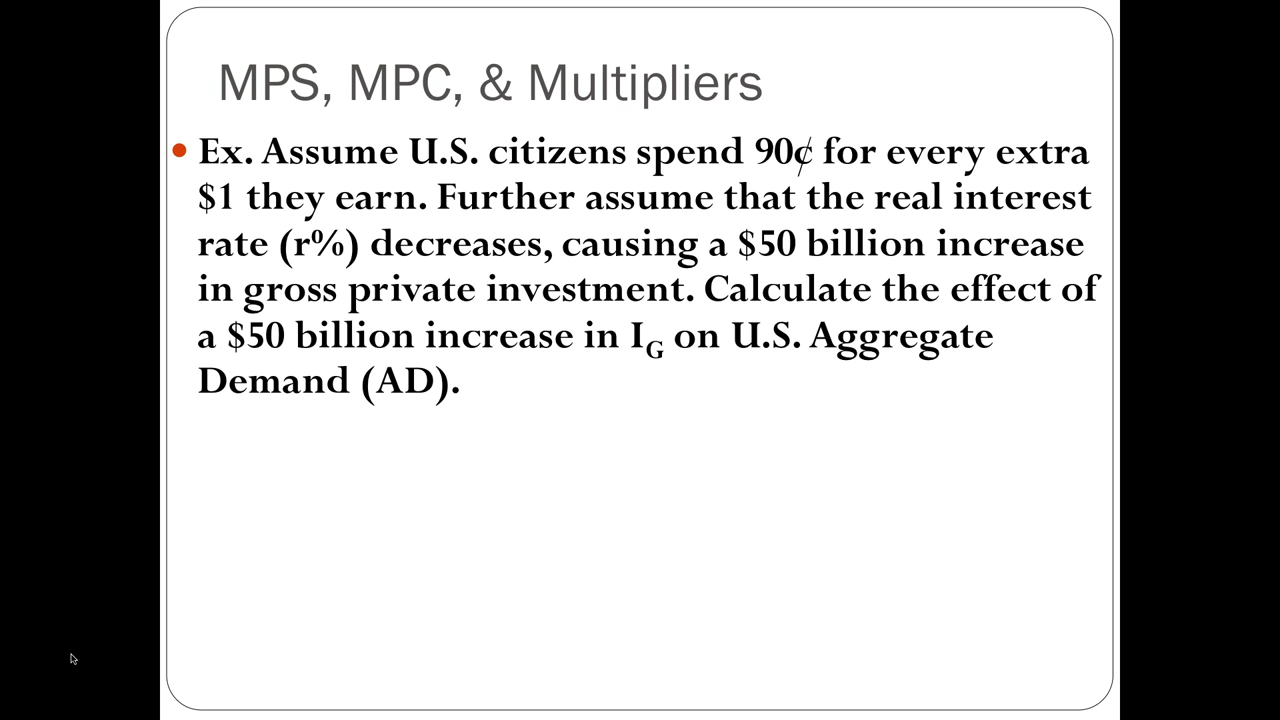 MPS, MPC, & Multipliers
• Ex. Assume U.S. citizens spend 90¢ for every extra
$1 they earn. Further assume that the real interest
rate (r%) decreases, causing a $50 billion increase
in gross private investment. Calculate the effect of
a $50 billion increase in I_G on U.S. Aggregate
Demand (AD).